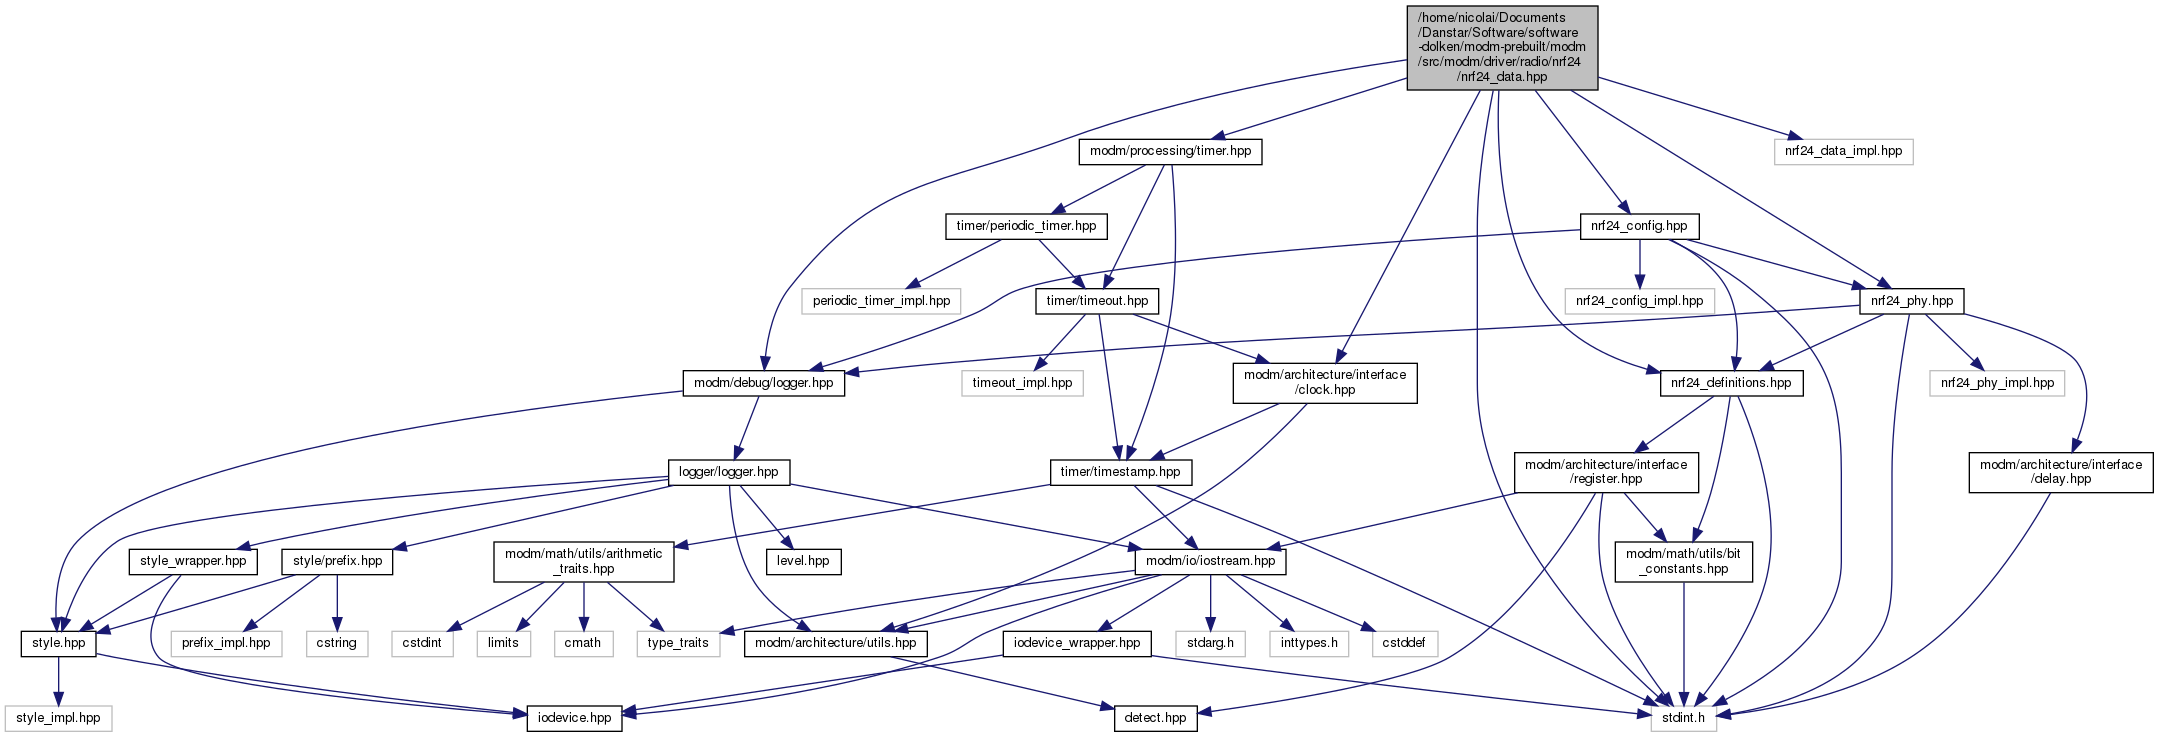 /home/nicolai/Documents
/Danstar/Software/software
-dolken/modm-prebuilt/modm
/src/modm/driver/radio/nrf24
/nrf24_data.hpp
modm/processing/timer.hpp
nrf24_data_impl.hpp
timer/periodic_timer.hpp
nrf24_config.hpp
periodic_timer_impl.hpp
timer/timeout.hpp
nrf24_config_impl.hpp
nrf24_phy.hpp
modm/debug/logger.hpp
timeout_impl.hpp
modm/architecture/interface
/clock.hpp
nrf24_definitions.hpp
nrf24_phy_impl.hpp
logger/logger.hpp
timer/timestamp.hpp
modm/architecture/interface
/register.hpp
modm/architecture/interface
/delay.hpp
style_wrapper.hpp
style/prefix.hpp
modm/math/utils/arithmetic
_traits.hpp
level.hpp
modm/io/iostream.hpp
modm/math/utils/bit
_constants.hpp
style.hpp
prefix_impl.hpp
cstring
cstdint
limits
cmath
type_traits
modm/architecture/utils.hpp
iodevice_wrapper.hpp
stdarg.h
inttypes.h
cstddef
style_impl.hpp
iodevice.hpp
detect.hpp
stdint.h